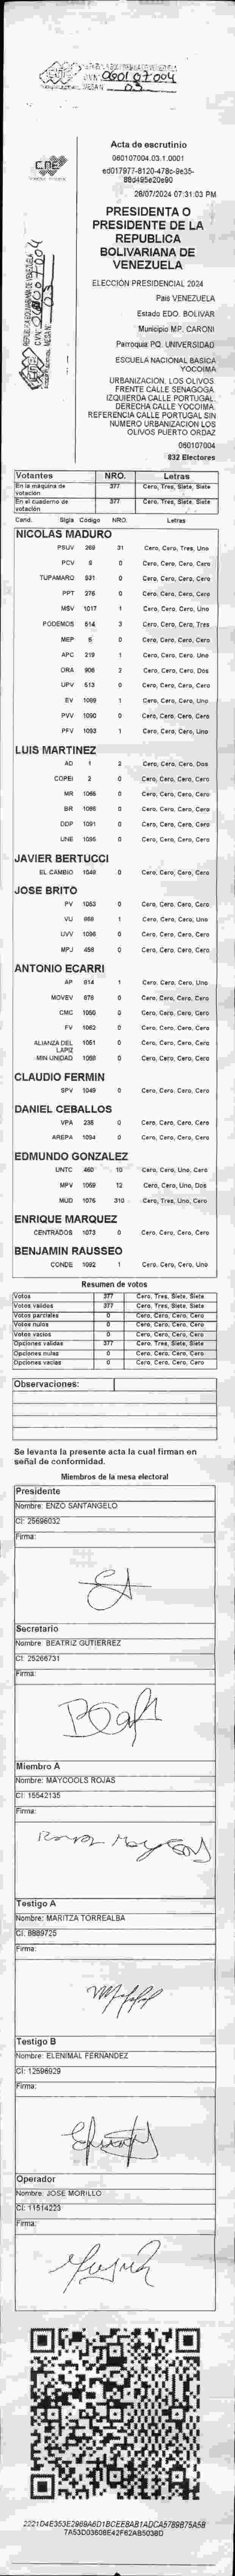 060107004
03
CNE
Acta de escrutinio
060107004.03.1.0001
ed017977-8120-478c-9e35-
88d495e20e90
28/07/2024 07:31:03 PM
PRESIDENTA O
PRESIDENTE DE LA
REPUBLICA
BOLIVARIANA DE
VENEZUELA
ELECCIÓN PRESIDENCIAL 2024
País VENEZUELA
Estado EDO. BOLIVAR
Municipio MP. CARONI
Parroquia PQ. UNIVERSIDAD
ESCUELA NACIONAL BASICA
YOCOIMA
URBANIZACION. LOS OLIVOS.
FRENTE CALLE SENAGOGA.
IZQUIERDA CALLE PORTUGAL.
DERECHA CALLE YOCOIMA.
REFERENCIA CALLE PORTUGAL SIN
NUMERO URBANIZACION LOS
OLIVOS PUERTO ORDAZ
060107004
832 Electores
Votantes NRO. Letras
En la máquina de votación 377 Cero, Tres, Siete, Siete
En el cuaderno de votación 377 Cero, Tres, Siete, Siete
Cand. Sigla Código NRO. Letras
NICOLAS MADURO
PSUV 268 31 Cero, Cero, Tres, Uno
PCV 9 0 Cero, Cero, Cero, Cero
TUPAMARO 931 0 Cero, Cero, Cero, Cero
PPT 276 0 Cero, Cero, Cero, Cero
MSV 1017 1 Cero, Cero, Cero, Uno
PODEMOS 514 3 Cero, Cero, Cero, Tres
MEP 5 0 Cero, Cero, Cero, Cero
APC 219 1 Cero, Cero, Cero, Uno
ORA 906 2 Cero, Cero, Cero, Dos
UPV 513 0 Cero, Cero, Cero, Cero
EV 1089 1 Cero, Cero, Cero, Uno
PVV 1090 0 Cero, Cero, Cero, Cero
PFV 1093 1 Cero, Cero, Cero, Uno
LUIS MARTINEZ
AD 1 2 Cero, Cero, Cero, Dos
COPEI 2 0 Cero, Cero, Cero, Cero
MR 1066 0 Cero, Cero, Cero, Cero
BR 1086 0 Cero, Cero, Cero, Cero
DDP 1091 0 Cero, Cero, Cero, Cero
UNE 1095 0 Cero, Cero, Cero, Cero
JAVIER BERTUCCI
EL CAMBIO 1048 0 Cero, Cero, Cero, Cero
JOSE BRITO
PV 1053 0 Cero, Cero, Cero, Cero
VU 868 1 Cero, Cero, Cero, Uno
UVV 1096 0 Cero, Cero, Cero, Cero
MPJ 458 0 Cero, Cero, Cero, Cero
ANTONIO ECARRI
AP 814 1 Cero, Cero, Cero, Uno
MOVEV 878 0 Cero, Cero, Cero, Cero
CMC 1050 0 Cero, Cero, Cero, Cero
FV 1062 0 Cero, Cero, Cero, Cero
ALIANZA DEL LAPIZ 1051 0 Cero, Cero, Cero, Cero
MIN UNIDAD 1098 0 Cero, Cero, Cero, Cero
CLAUDIO FERMIN
SPV 1049 0 Cero, Cero, Cero, Cero
DANIEL CEBALLOS
VPA 236 0 Cero, Cero, Cero, Cero
AREPA 1094 0 Cero, Cero, Cero, Cero
EDMUNDO GONZALEZ
UNTC 460 10 Cero, Cero, Uno, Cero
MPV 1069 12 Cero, Cero, Uno, Dos
MUD 1076 310 Cero, Tres, Uno, Cero
ENRIQUE MARQUEZ
CENTRADOS 1073 0 Cero, Cero, Cero, Cero
BENJAMIN RAUSSEO
CONDE 1092 1 Cero, Cero, Cero, Uno
Resumen de votos
Votos 377 Cero, Tres, Siete, Siete
Votos válidos 377 Cero, Tres, Siete, Siete
Votos parciales 0 Cero, Cero, Cero, Cero
Votos nulos 0 Cero, Cero, Cero, Cero
Votos vacíos 0 Cero, Cero, Cero, Cero
Opciones válidas 377 Cero, Tres, Siete, Siete
Opciones nulas 0 Cero, Cero, Cero, Cero
Opciones vacías 0 Cero, Cero, Cero, Cero
Observaciones:
Se levanta la presente acta la cual firman en
señal de conformidad.
Miembros de la mesa electoral
Presidente
Nombre: ENZO SANTANGELO
CI: 25696032
Firma:
Secretario
Nombre: BEATRIZ GUTIERREZ
CI: 25266731
Firma:
Miembro A
Nombre: MAYCOOLS ROJAS
CI: 15542135
Firma:
Testigo A
Nombre: MARITZA TORREALBA
CI: 8889725
Firma:
Testigo B
Nombre: ELENIMAL FERNANDEZ
CI: 12596929
Firma:
Operador
Nombre: JOSE MORILLO
CI: 11514223
Firma:
2221D4E353E2969A6D1BCEE8AB1ADCA5789B75A58
7A53D03608E42F62AB5038D